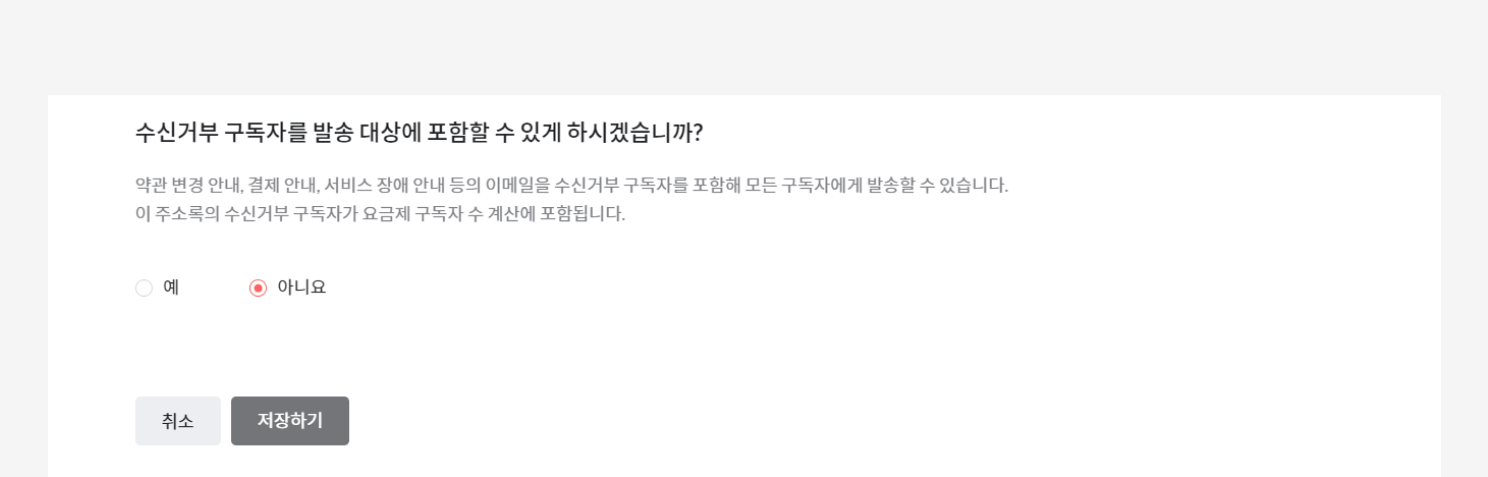 수신거부 구독자를 발송 대상에 포함할 수 있게 하시겠습니까?
약관 변경 안내, 결제 안내, 서비스 장애 안내 등의 이메일을 수신거부 구독자를 포함해 모든 구독자에게 발송할 수 있습니다.
이 주소록의 수신거부 구독자가 요금제 구독자 수 계산에 포함됩니다.
예 아니요
취소 저장하기